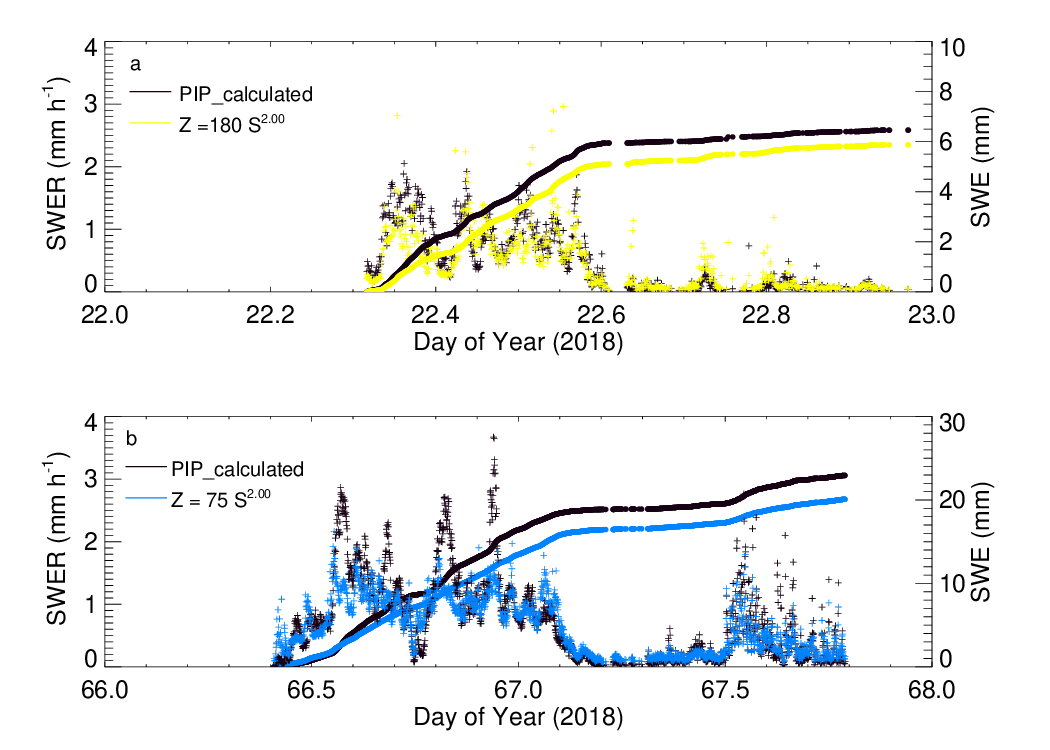 a
PIP_calculated
Z =180 S^2.00
4
3
2
1
0
SWER (mm h^-1)
10
8
6
4
2
0
SWE (mm)
22.0 22.2 22.4 22.6 22.8 23.0
Day of Year (2018)
b
PIP_calculated
Z = 75 S^2.00
4
3
2
1
0
SWER (mm h^-1)
30
20
10
0
SWE (mm)
66.0 66.5 67.0 67.5 68.0
Day of Year (2018)